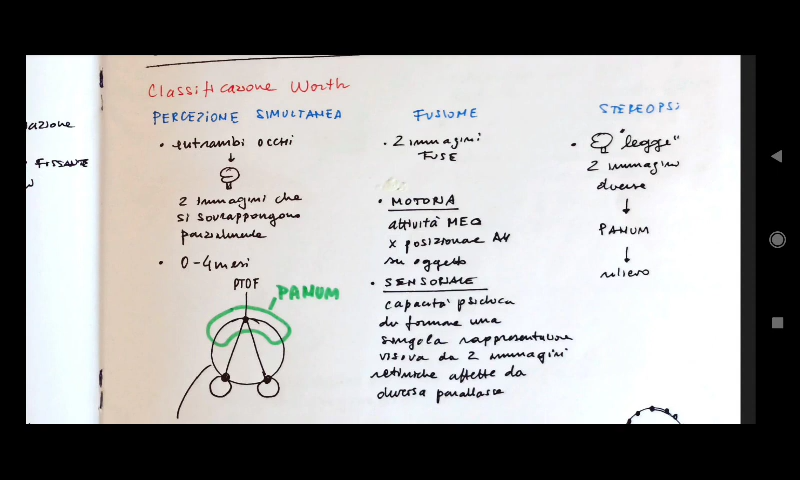 Classificazione Worth
PERCEZIONE SIMULTANEA
• entrambi occhi
2 immagini che
si sovrappongono
parzialmente
• 0-4 mesi
PTOF
PANUM
FUSIONE
• 2 immagini
FUSE
• MOTORIA
attività MEO
x posizionare AV
su oggetto
• SENSORIALE
capacità psichica
di formare una
singola rappresentazione
visiva da 2 immagini
retiniche affette da
diversa parallasse
STEREOPSI
• "legge"
2 immagini
diverse
PANUM
rilievo
lazione
FISSANTE